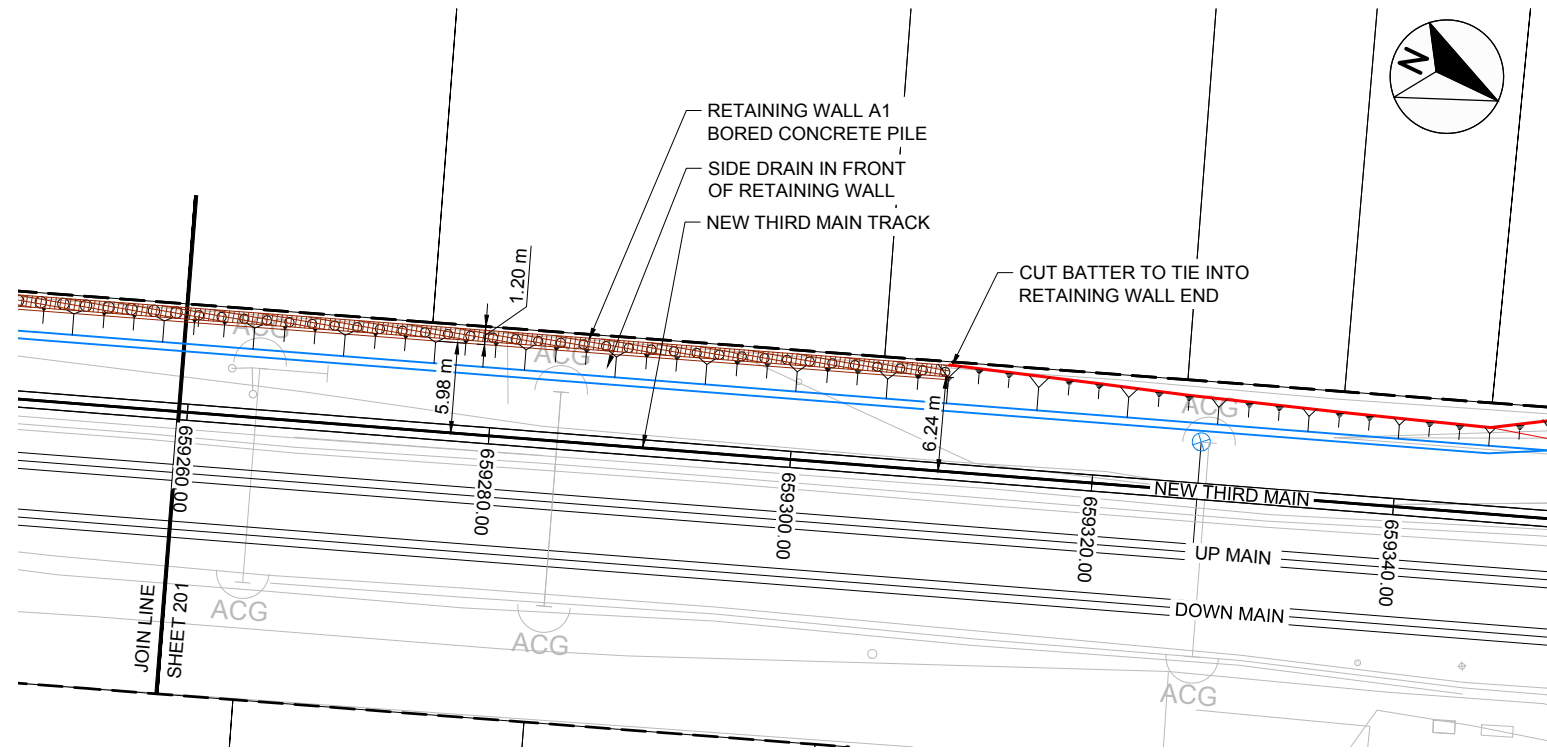 N
RETAINING WALL A1
BORED CONCRETE PILE
SIDE DRAIN IN FRONT
OF RETAINING WALL
NEW THIRD MAIN TRACK
1.20 m
CUT BATTER TO TIE INTO
RETAINING WALL END
ACG
ACG
ACG
5.98 m
6.24 m
659260.00
659280.00
659300.00
659320.00
659340.00
NEW THIRD MAIN
UP MAIN
DOWN MAIN
JOIN LINE
SHEET 201
ACG
ACG
ACG